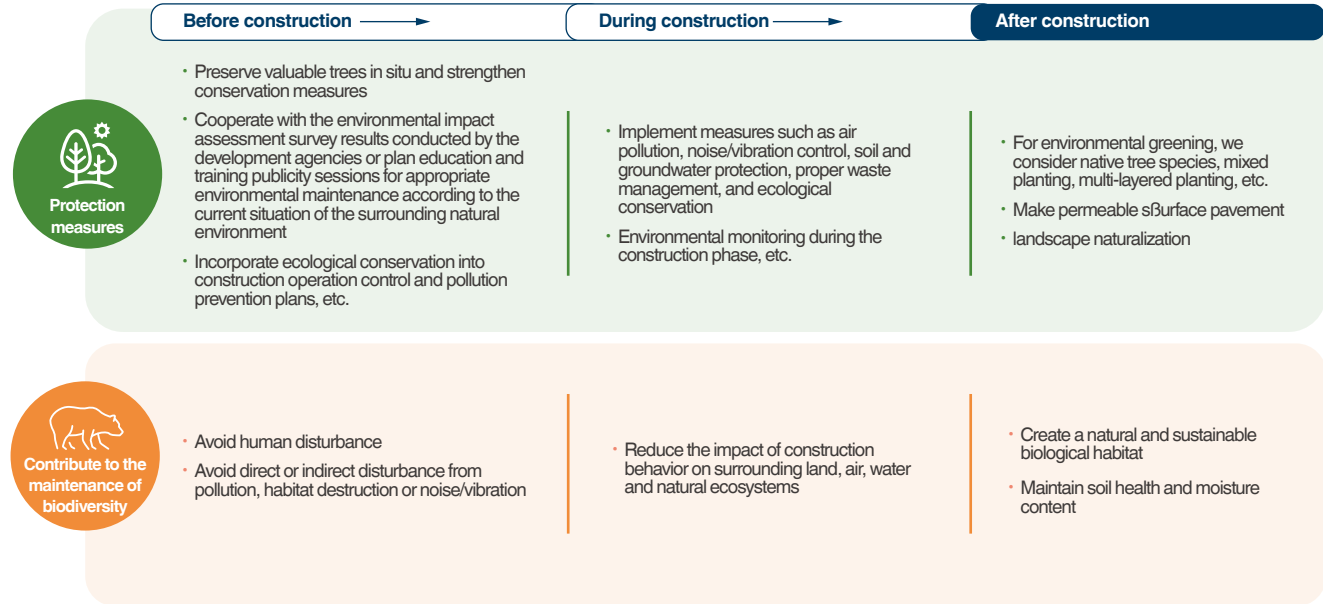 Before construction
During construction
After construction
Protection
measures
• Preserve valuable trees in situ and strengthen
conservation measures
• Cooperate with the environmental impact
assessment survey results conducted by the
development agencies or plan education and
training publicity sessions for appropriate
environmental maintenance according to the
current situation of the surrounding natural
environment
• Incorporate ecological conservation into
construction operation control and pollution
prevention plans, etc.
• Implement measures such as air
pollution, noise/vibration control, soil and
groundwater protection, proper waste
management, and ecological
conservation
• Environmental monitoring during the
construction phase, etc.
• For environmental greening, we
consider native tree species, mixed
planting, multi-layered planting, etc.
• Make permeable sßurface pavement
• landscape naturalization
Contribute to the
maintenance of
biodiversity
• Avoid human disturbance
• Avoid direct or indirect disturbance from
pollution, habitat destruction or noise/vibration
• Reduce the impact of construction
behavior on surrounding land, air, water
and natural ecosystems
• Create a natural and sustainable
biological habitat
• Maintain soil health and moisture
content